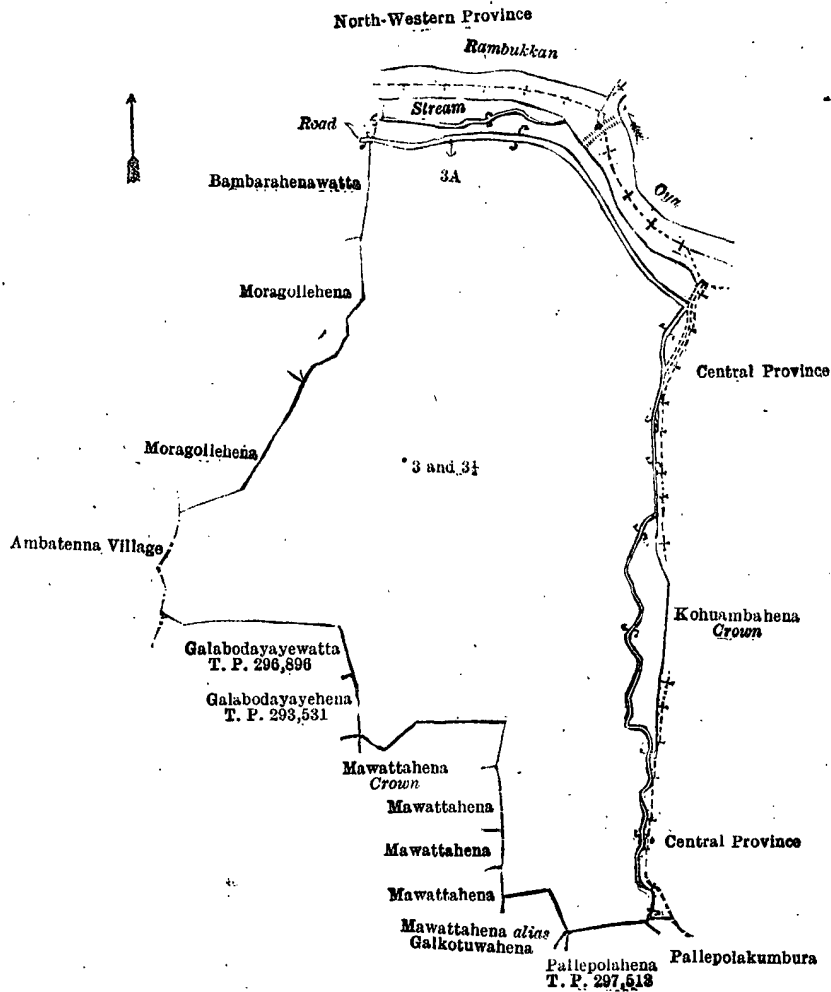 North-Western Province
Rambukkan
Stream
Road
3A
Bambarahenawatta
Oya
Moragollehena
Central Province
Moragollehena
3 and 3½
Ambatenna Village
Kohuambahena
Crown
Galabodayayewatta
T. P. 296,896
Galabodayayehena
T. P. 293,531
Mawattahena
Crown
Mawattahena
Central Province
Mawattahena
Mawattahena
Mawattahena alias
Galkotuwahena
Pallepolakumbura
Pallepolahena
T. P. 297,513